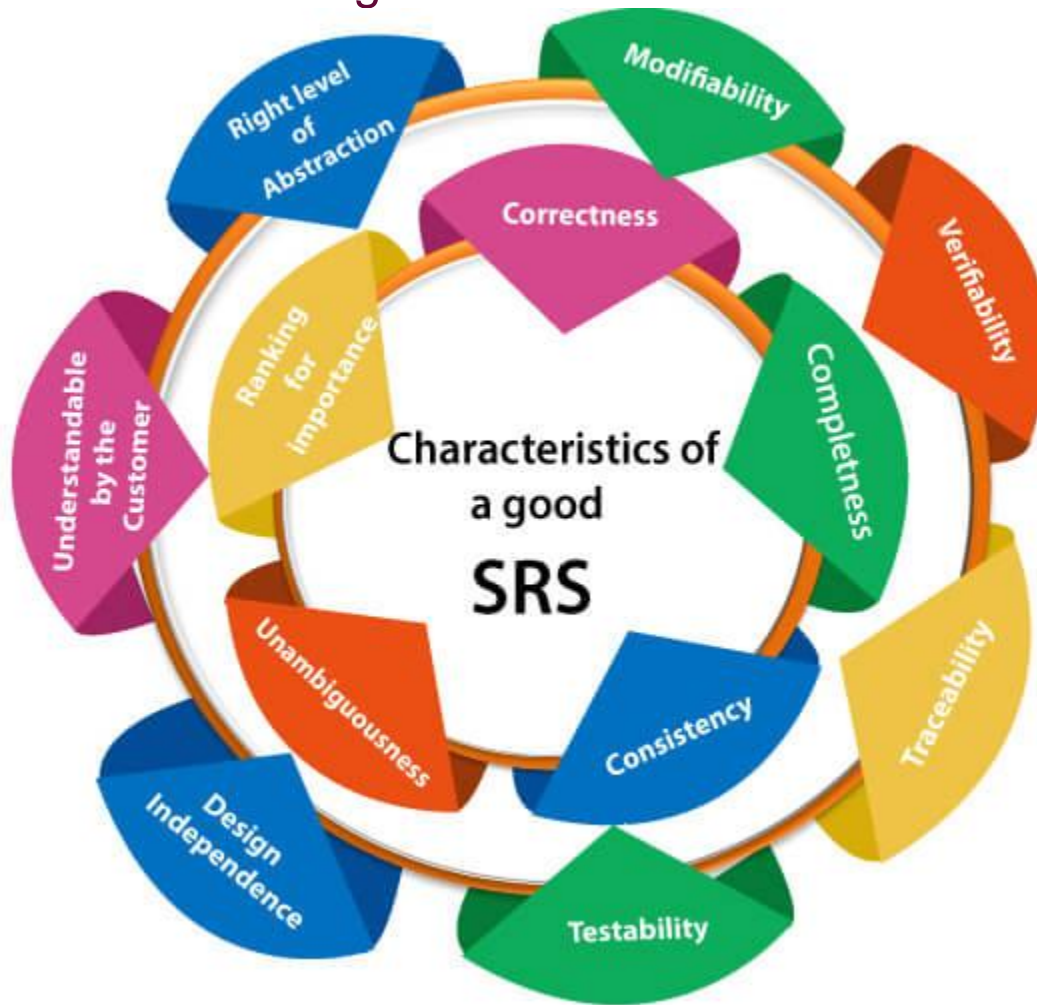 Characteristics of
a good
SRS
Correctness
Completness
Consistency
Unambiguousness
Ranking
for
importance
Modifiability
Verifiability
Traceability
Testability
Design
Independence
Understandable
by the
Customer
Right level
of
Abstraction